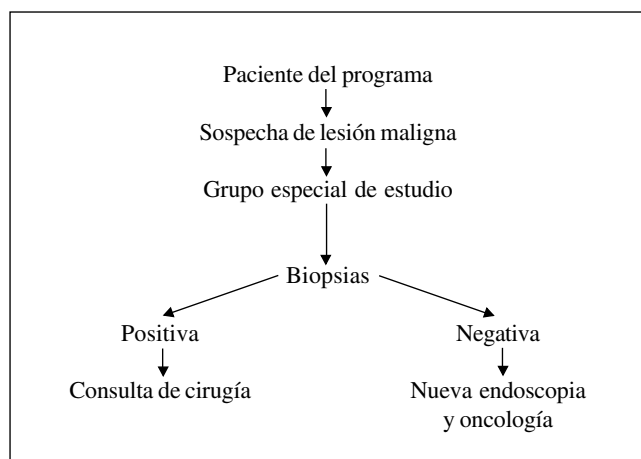 Paciente del programa
Sospecha de lesión maligna
Grupo especial de estudio
Biopsias
Positiva
Negativa
Consulta de cirugía
Nueva endoscopia
y oncología